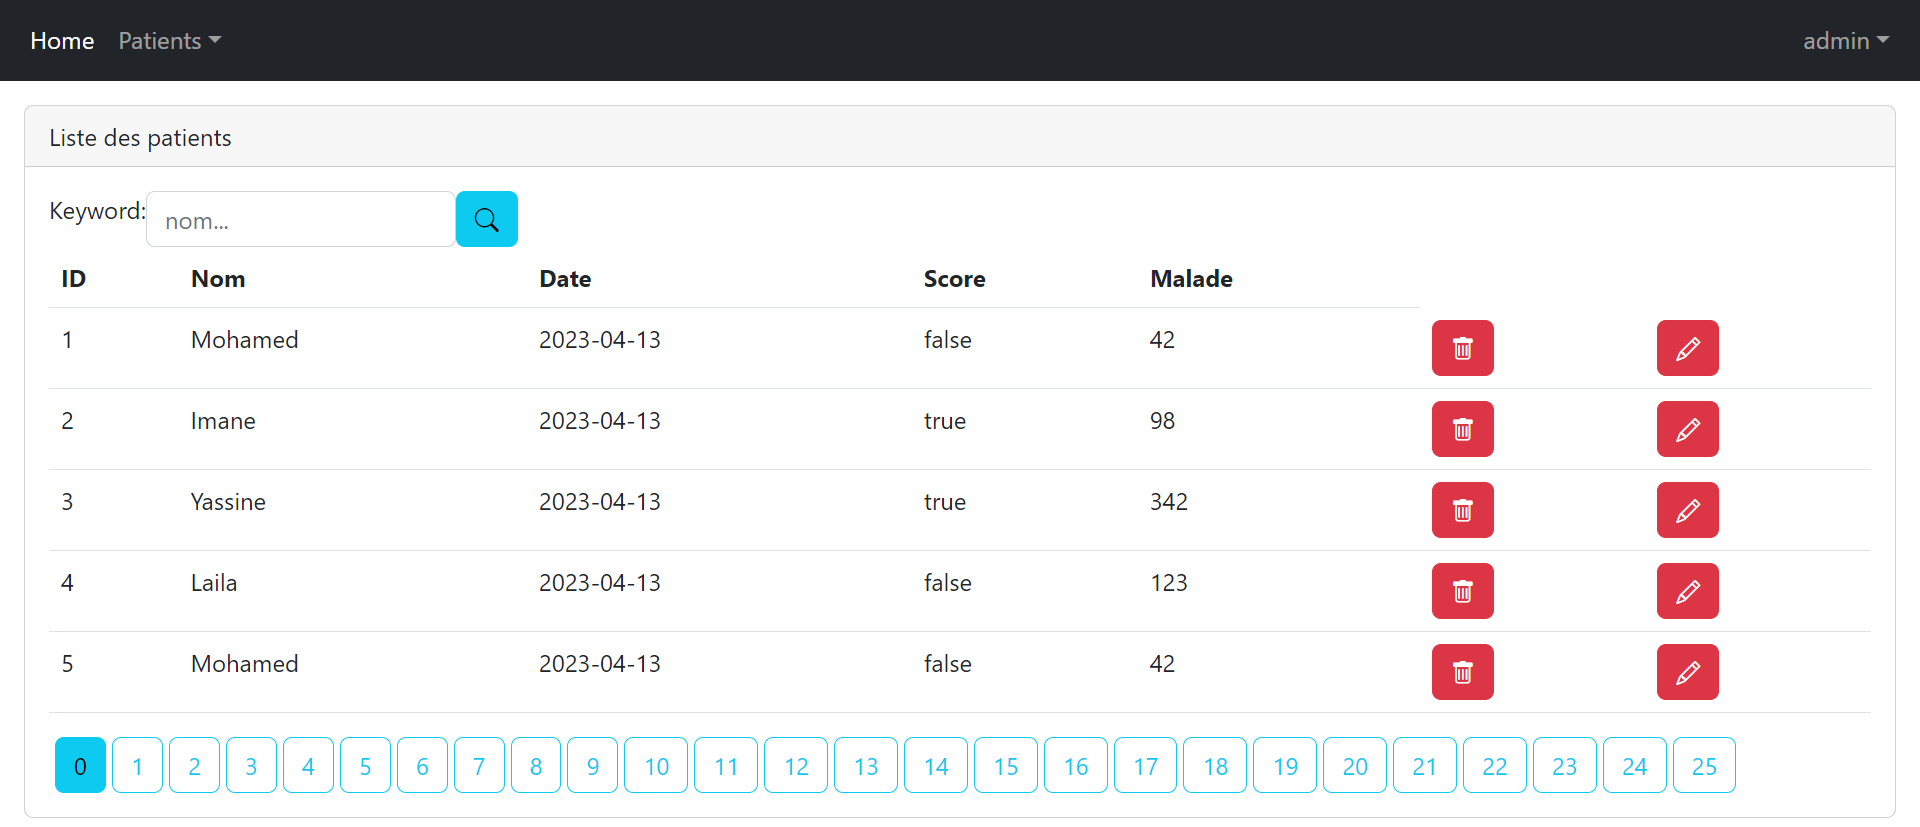 Home Patients admin
Liste des patients
Keyword: nom...
ID Nom Date Score Malade
1 Mohamed 2023-04-13 false 42
2 Imane 2023-04-13 true 98
3 Yassine 2023-04-13 true 342
4 Laila 2023-04-13 false 123
5 Mohamed 2023-04-13 false 42
0 1 2 3 4 5 6 7 8 9 10 11 12 13 14 15 16 17 18 19 20 21 22 23 24 25